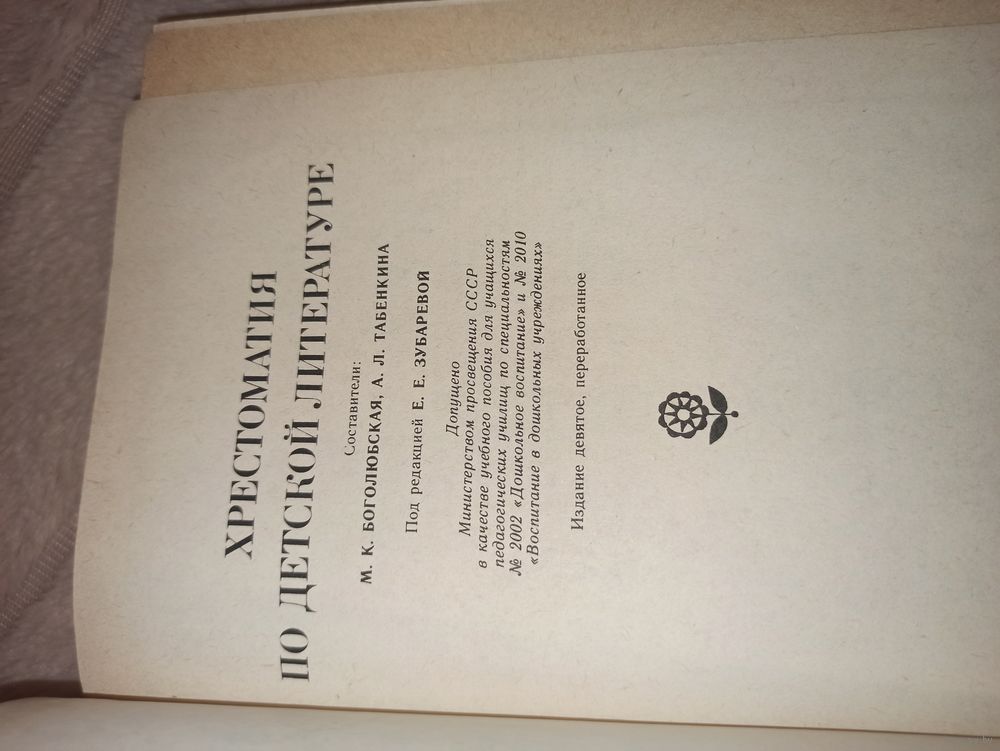 ХРЕСТОМАТИЯ
ПО ДЕТСКОЙ ЛИТЕРАТУРЕ
Составители:
М. К. БОГОЛЮБСКАЯ, А. Л. ТАБЕНКИНА
Под редакцией Е. Е. ЗУБАРЕВОЙ
Допущено
Министерством просвещения СССР
в качестве учебного пособия для учащихся
педагогических училищ по специальностям
№ 2002 «Дошкольное воспитание» и № 2010
«Воспитание в дошкольных учреждениях»
Издание девятое, переработанное